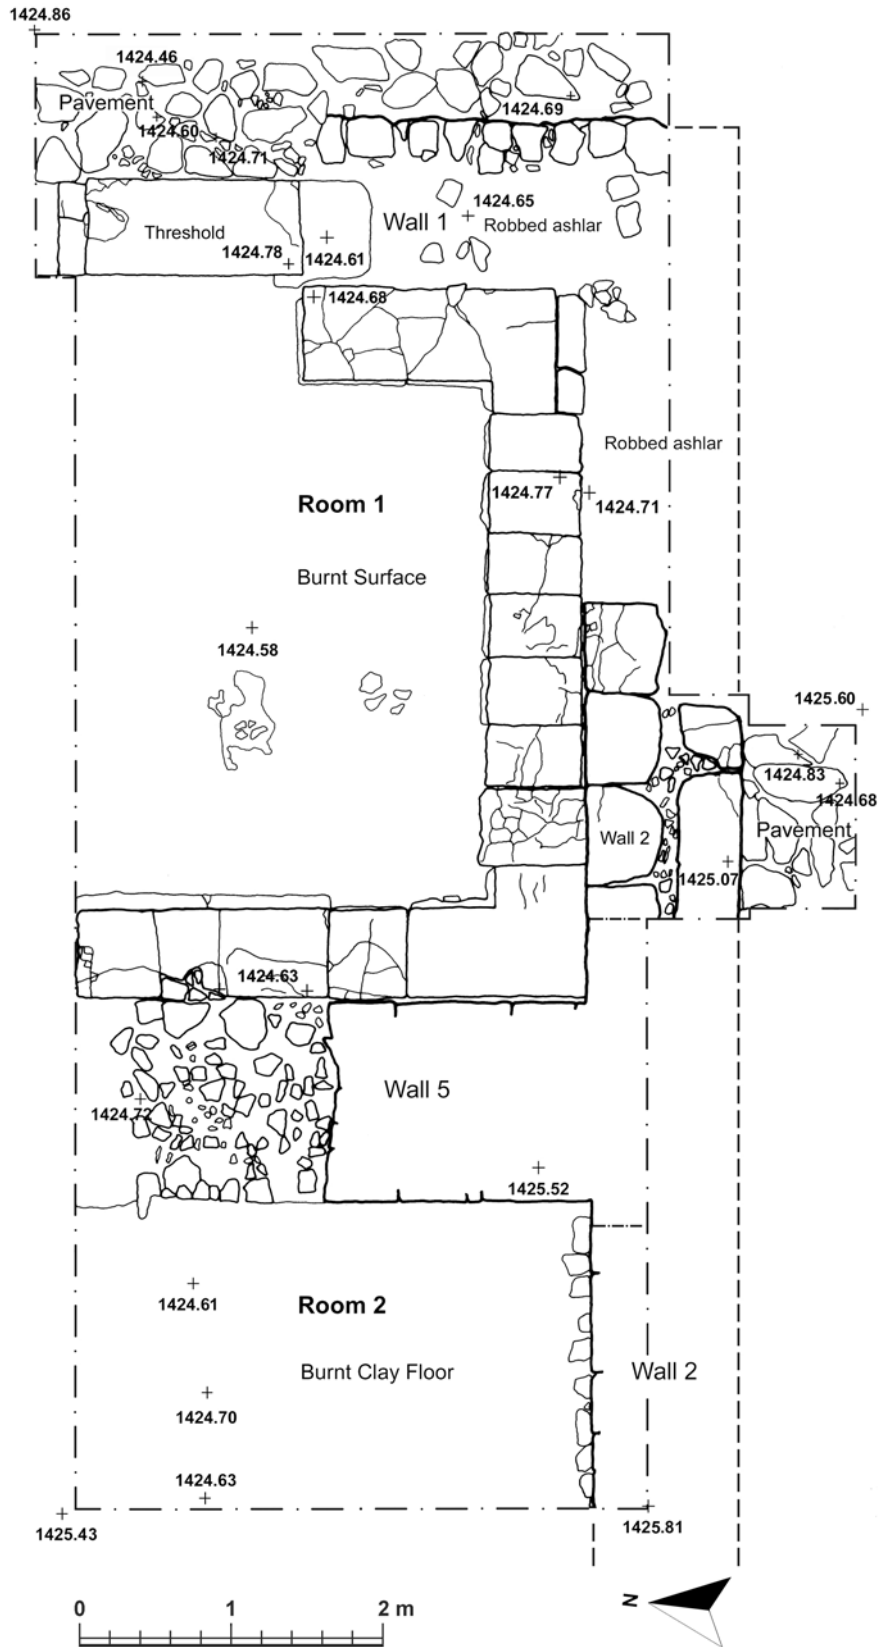 1424.86
1424.46
Pavement
1424.69
1424.60
1424.71
1424.65
Wall 1
Robbed ashlar
Threshold
1424.78
1424.61
1424.68
Robbed ashlar
1424.77
Room 1
1424.71
Burnt Surface
1424.58
1425.60
1424.83
1424.68
Pavement
Wall 2
1425.07
1424.63
Wall 5
1424.72
1425.52
1424.61
Room 2
Burnt Clay Floor
Wall 2
1424.70
1424.63
1425.43
1425.81
N
0 1 2 m